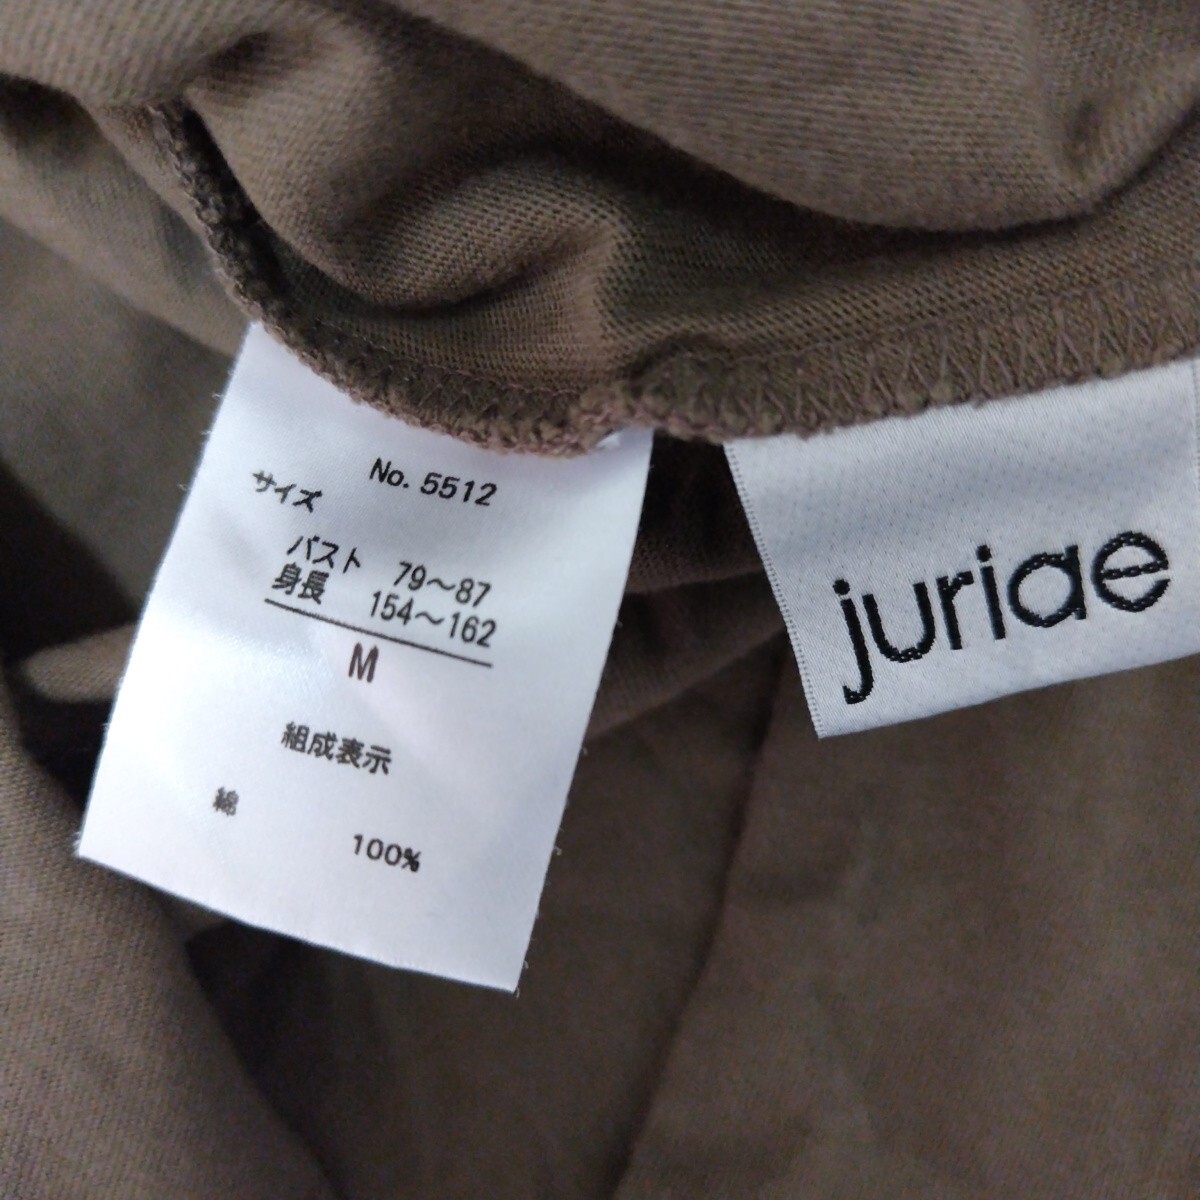 No. 5512
サイズ
バスト 79～87
身長 154～162
M
組成表示
綿
100%
juriae